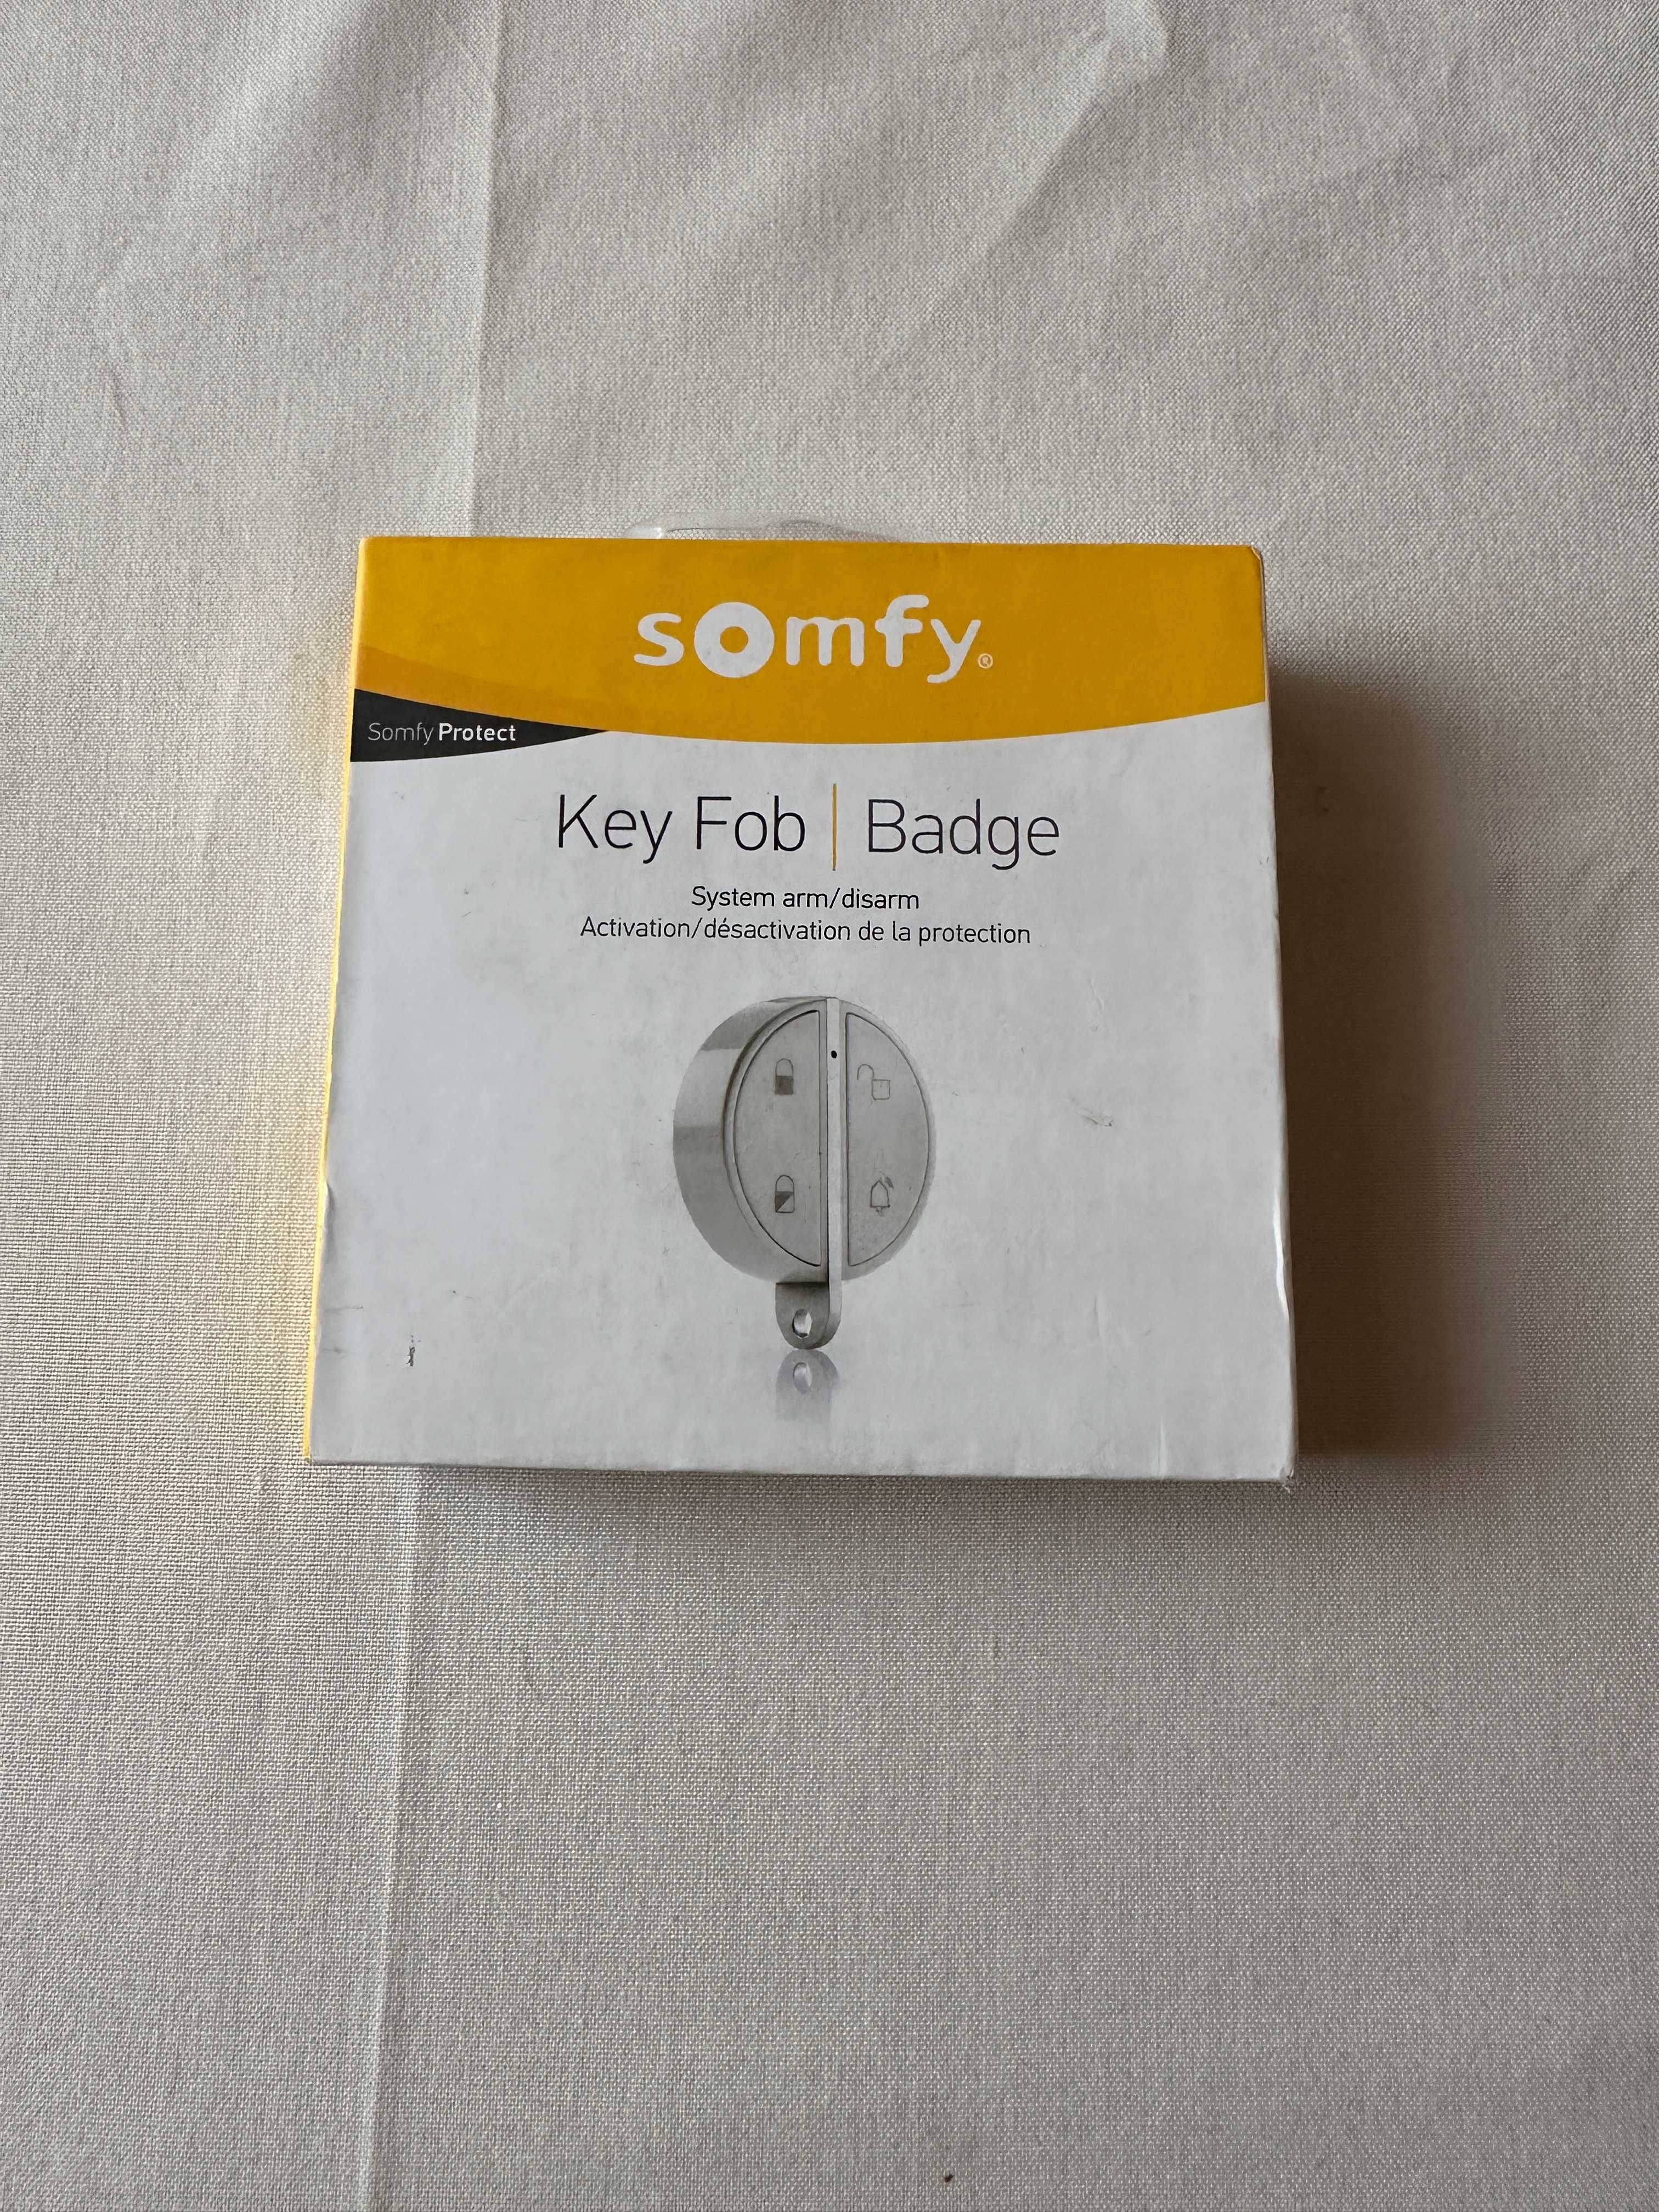 somfy®
Somfy Protect
Key Fob | Badge
System arm/disarm
Activation/désactivation de la protection